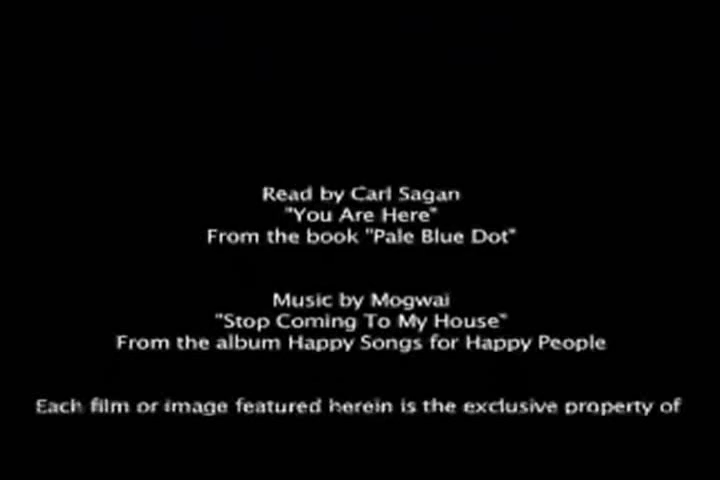 Read by Carl Sagan
"You Are Here"
From the book "Pale Blue Dot"
Music by Mogwai
"Stop Coming To My House"
From the album Happy Songs for Happy People
Each film or image featured herein is the exclusive property of